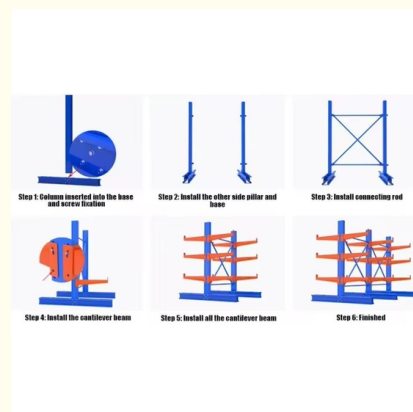 Step 1: Column inserted into the base
and screw fixation
Step 2: Install the other side pillar and
base
Step 3: Install connecting rod
Step 4: Install the cantilever beam
Step 5: Install all the cantilever beam
Step 6: Finished